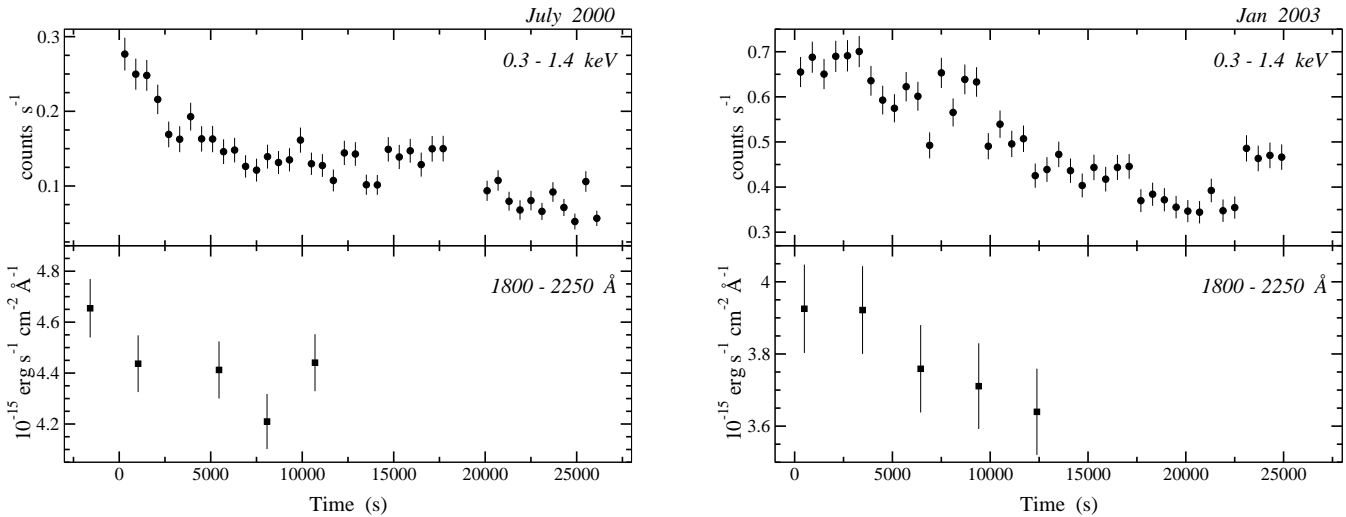 July 2000
0.3 - 1.4 keV
counts s⁻¹
0.3
0.2
0.1
1800 - 2250 Å
10⁻¹⁵ erg s⁻¹ cm⁻² Å⁻¹
4.8
4.6
4.4
4.2
0 5000 10000 15000 20000 25000
Time (s)
Jan 2003
0.3 - 1.4 keV
counts s⁻¹
0.7
0.6
0.5
0.4
0.3
1800 - 2250 Å
10⁻¹⁵ erg s⁻¹ cm⁻² Å⁻¹
4
3.8
3.6
0 5000 10000 15000 20000 25000
Time (s)